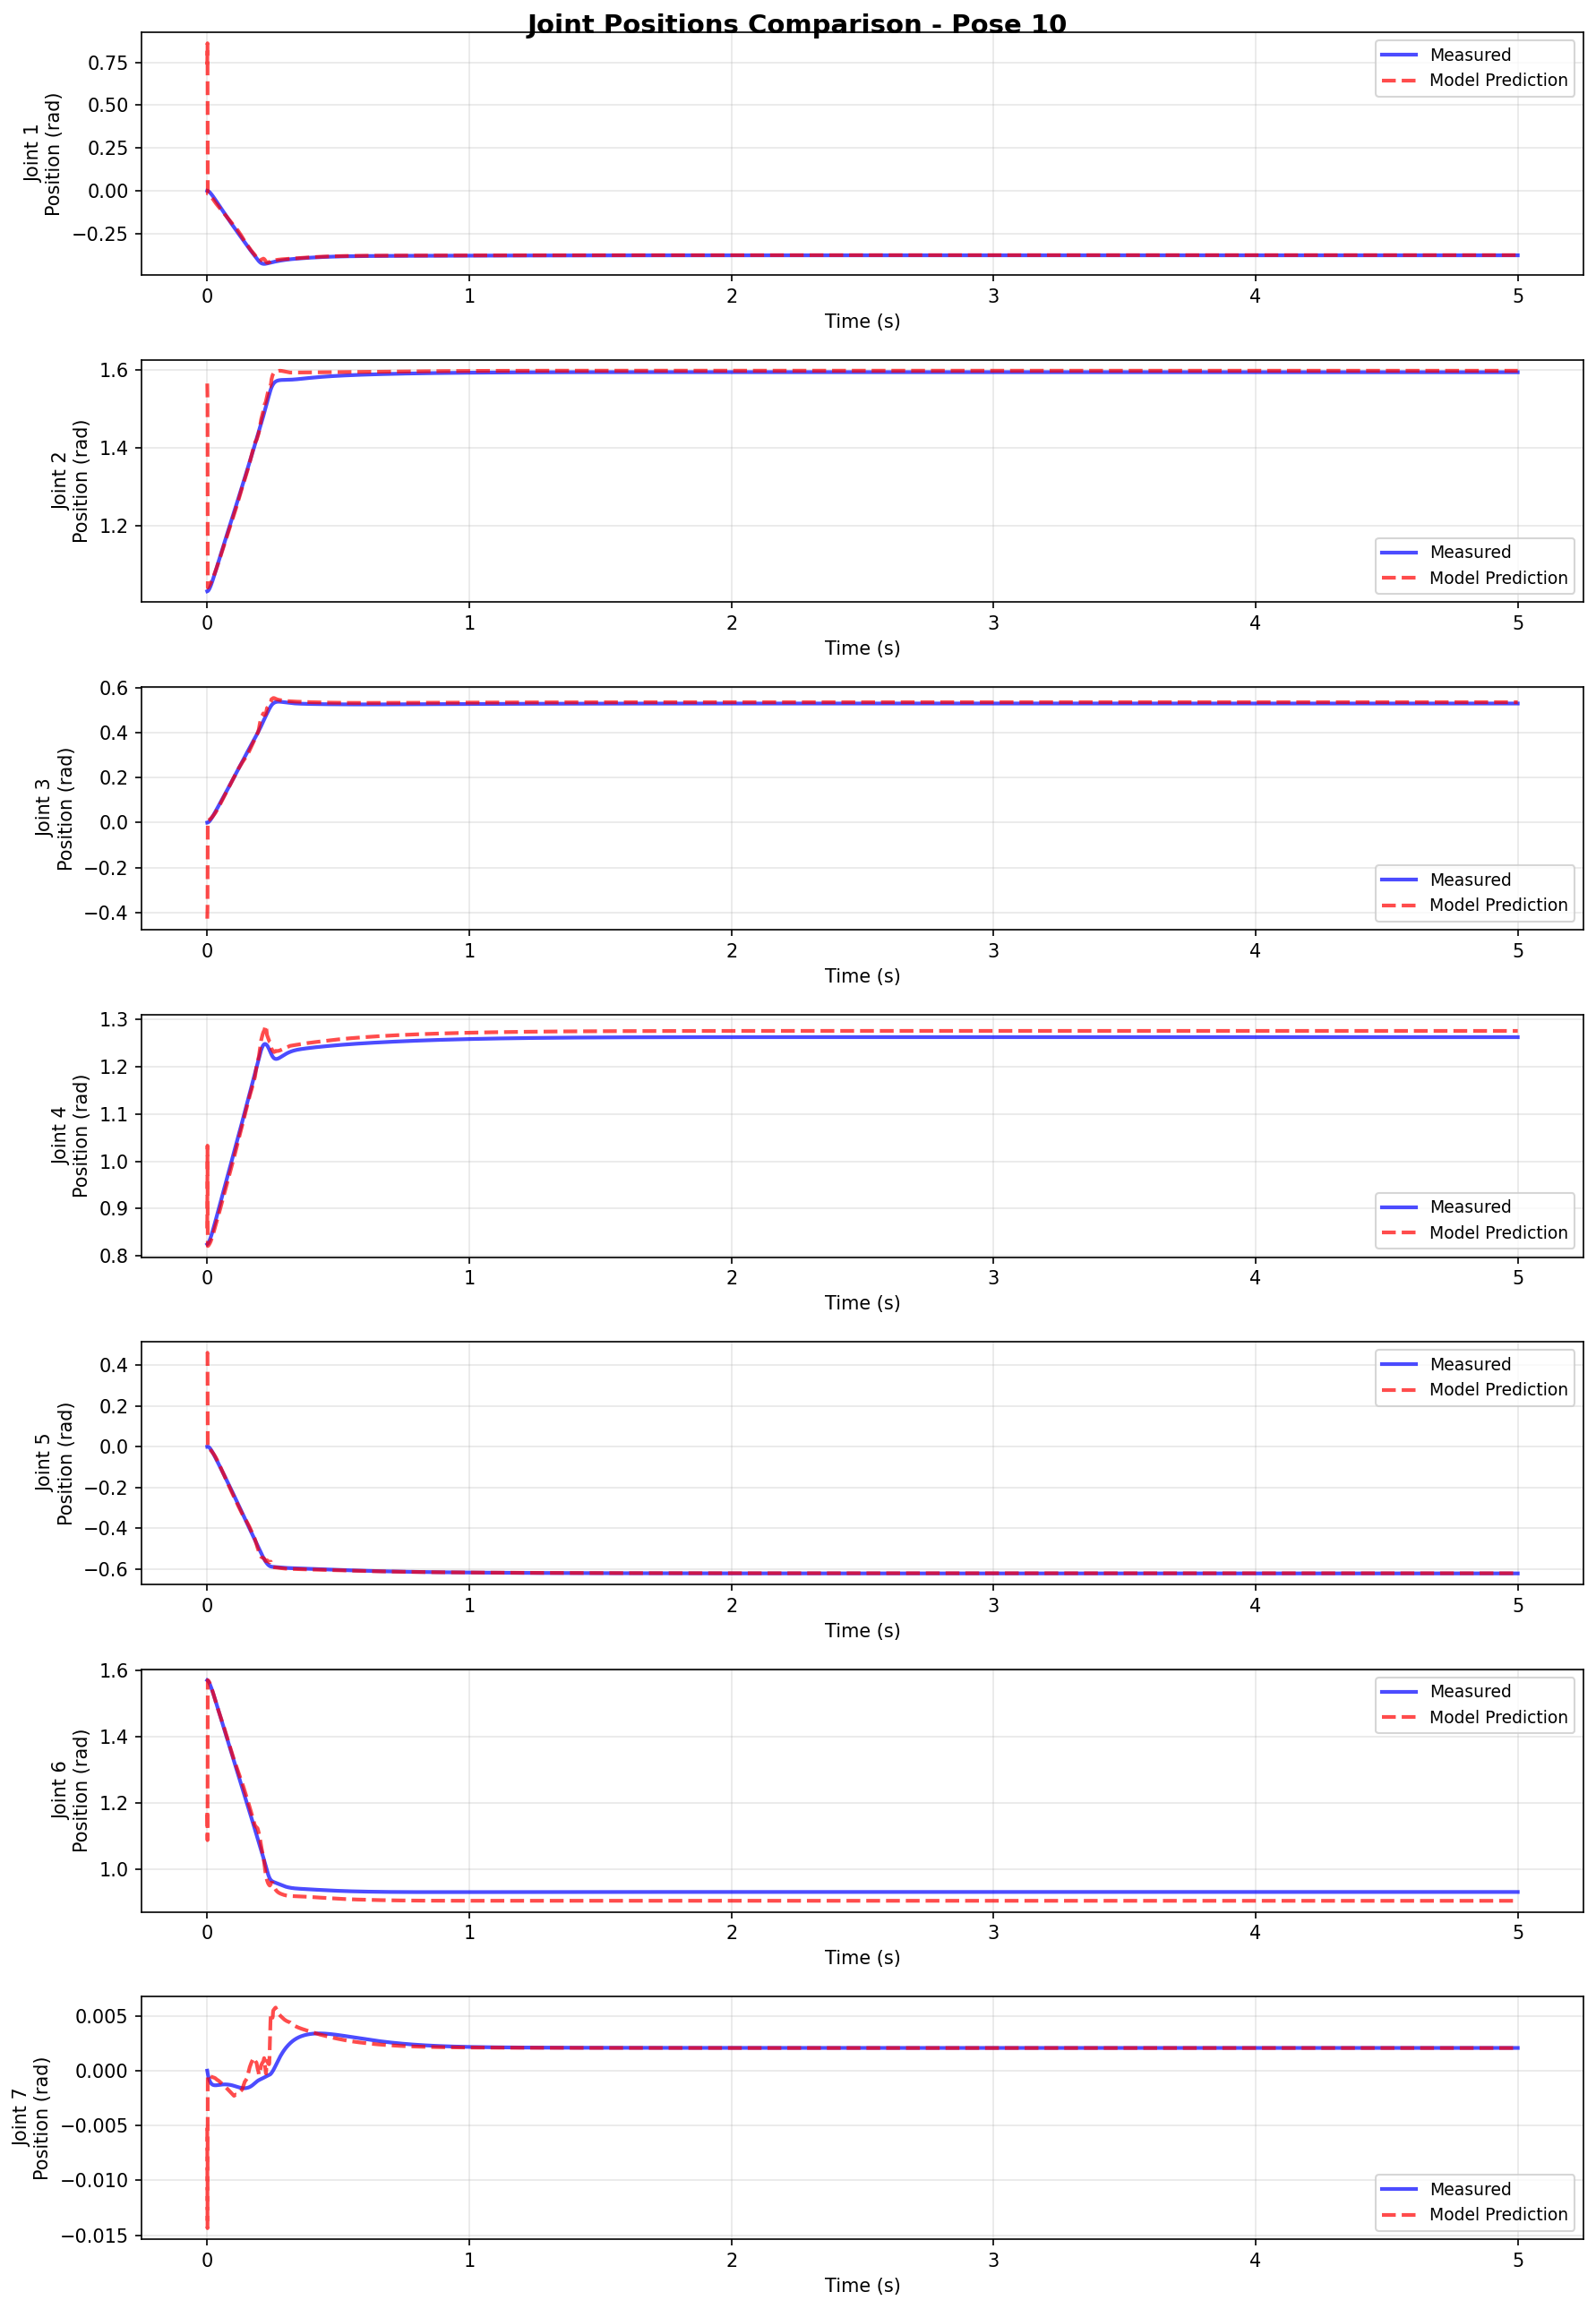 Joint Positions Comparison - Pose 10
Joint 1
Position (rad)
0.75
0.50
0.25
0.00
−0.25
Measured
Model Prediction
0 1 2 3 4 5
Time (s)
Joint 2
Position (rad)
1.6
1.4
1.2
Measured
Model Prediction
0 1 2 3 4 5
Time (s)
Joint 3
Position (rad)
0.6
0.4
0.2
0.0
−0.2
−0.4
Measured
Model Prediction
0 1 2 3 4 5
Time (s)
Joint 4
Position (rad)
1.3
1.2
1.1
1.0
0.9
0.8
Measured
Model Prediction
0 1 2 3 4 5
Time (s)
Joint 5
Position (rad)
0.4
0.2
0.0
−0.2
−0.4
−0.6
Measured
Model Prediction
0 1 2 3 4 5
Time (s)
Joint 6
Position (rad)
1.6
1.4
1.2
1.0
Measured
Model Prediction
0 1 2 3 4 5
Time (s)
Joint 7
Position (rad)
0.005
0.000
−0.005
−0.010
−0.015
Measured
Model Prediction
0 1 2 3 4 5
Time (s)